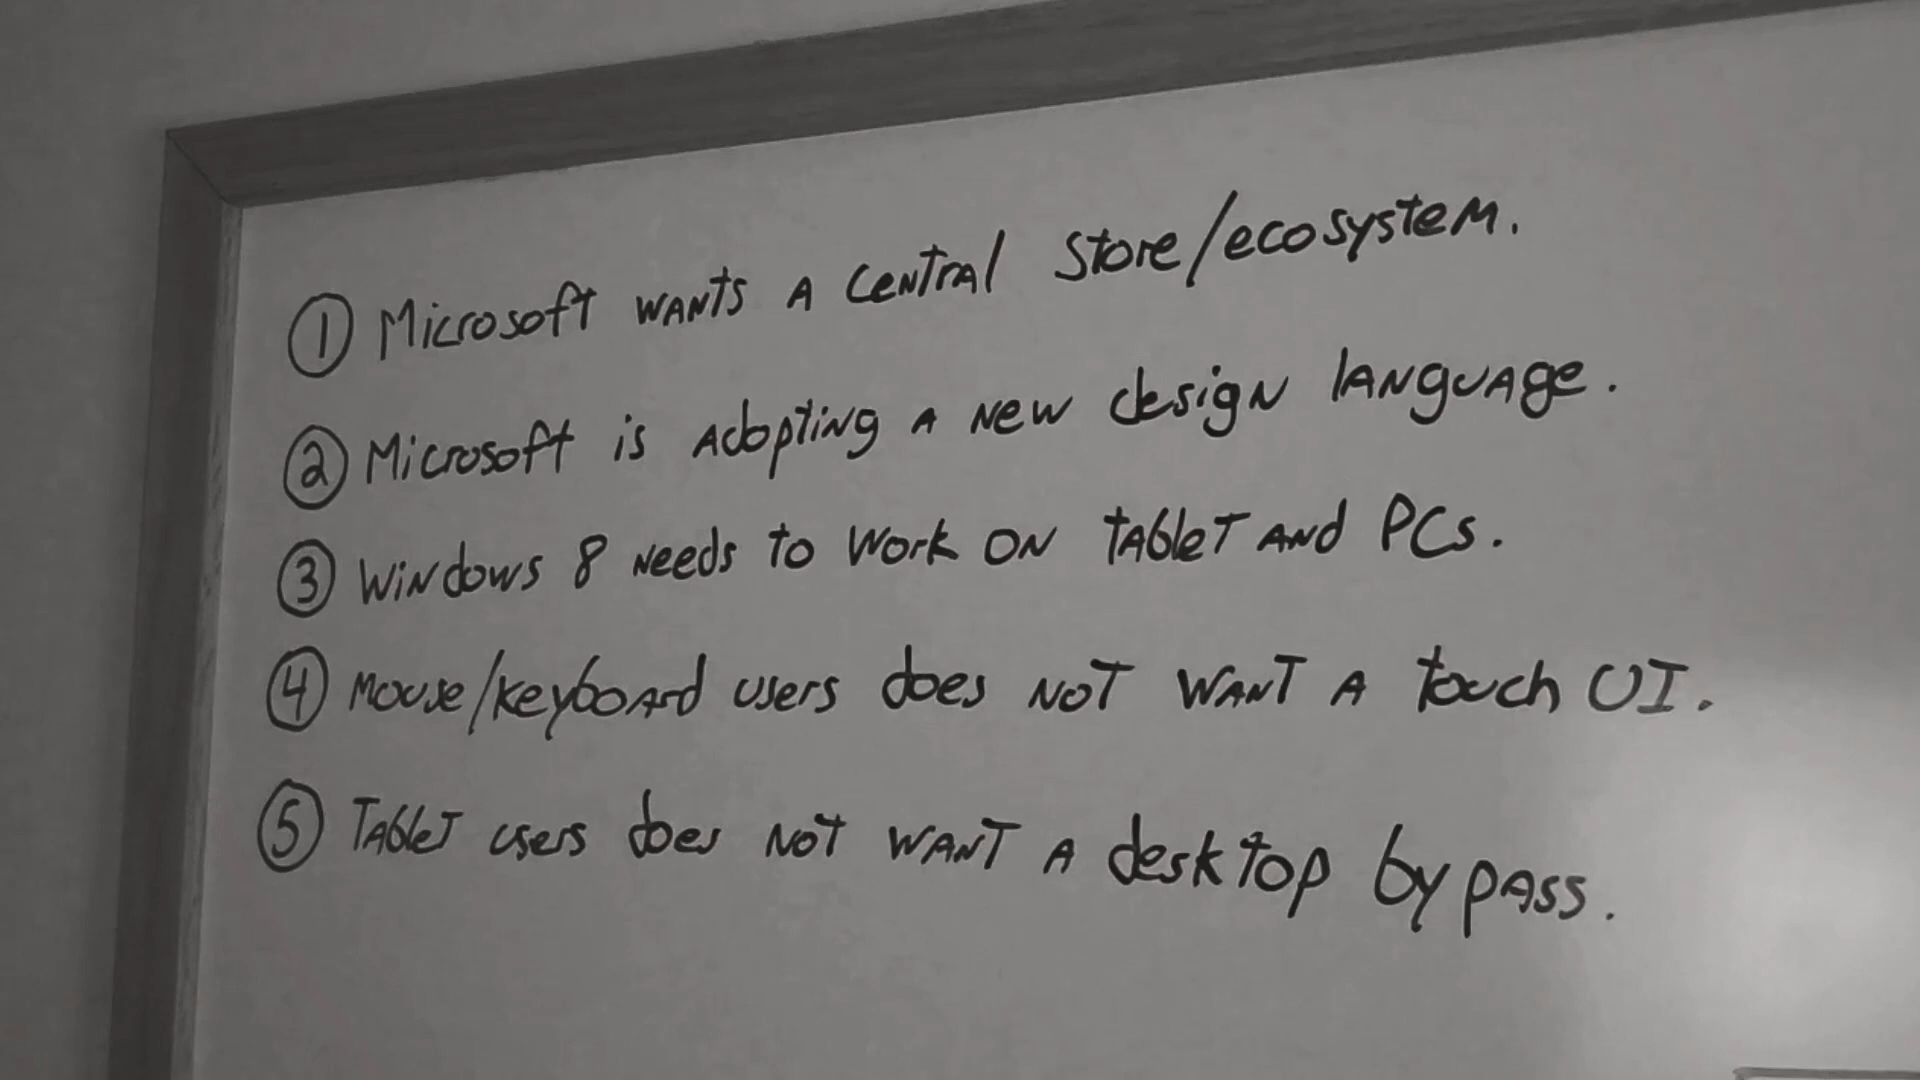 ① Microsoft wants a central store/ecosystem.
② Microsoft is adopting a new design language.
③ Windows 8 needs to work on tablet and PCs.
④ Mouse/keyboard users does not want a touch UI.
⑤ Tablet users does not want a desktop bypass.